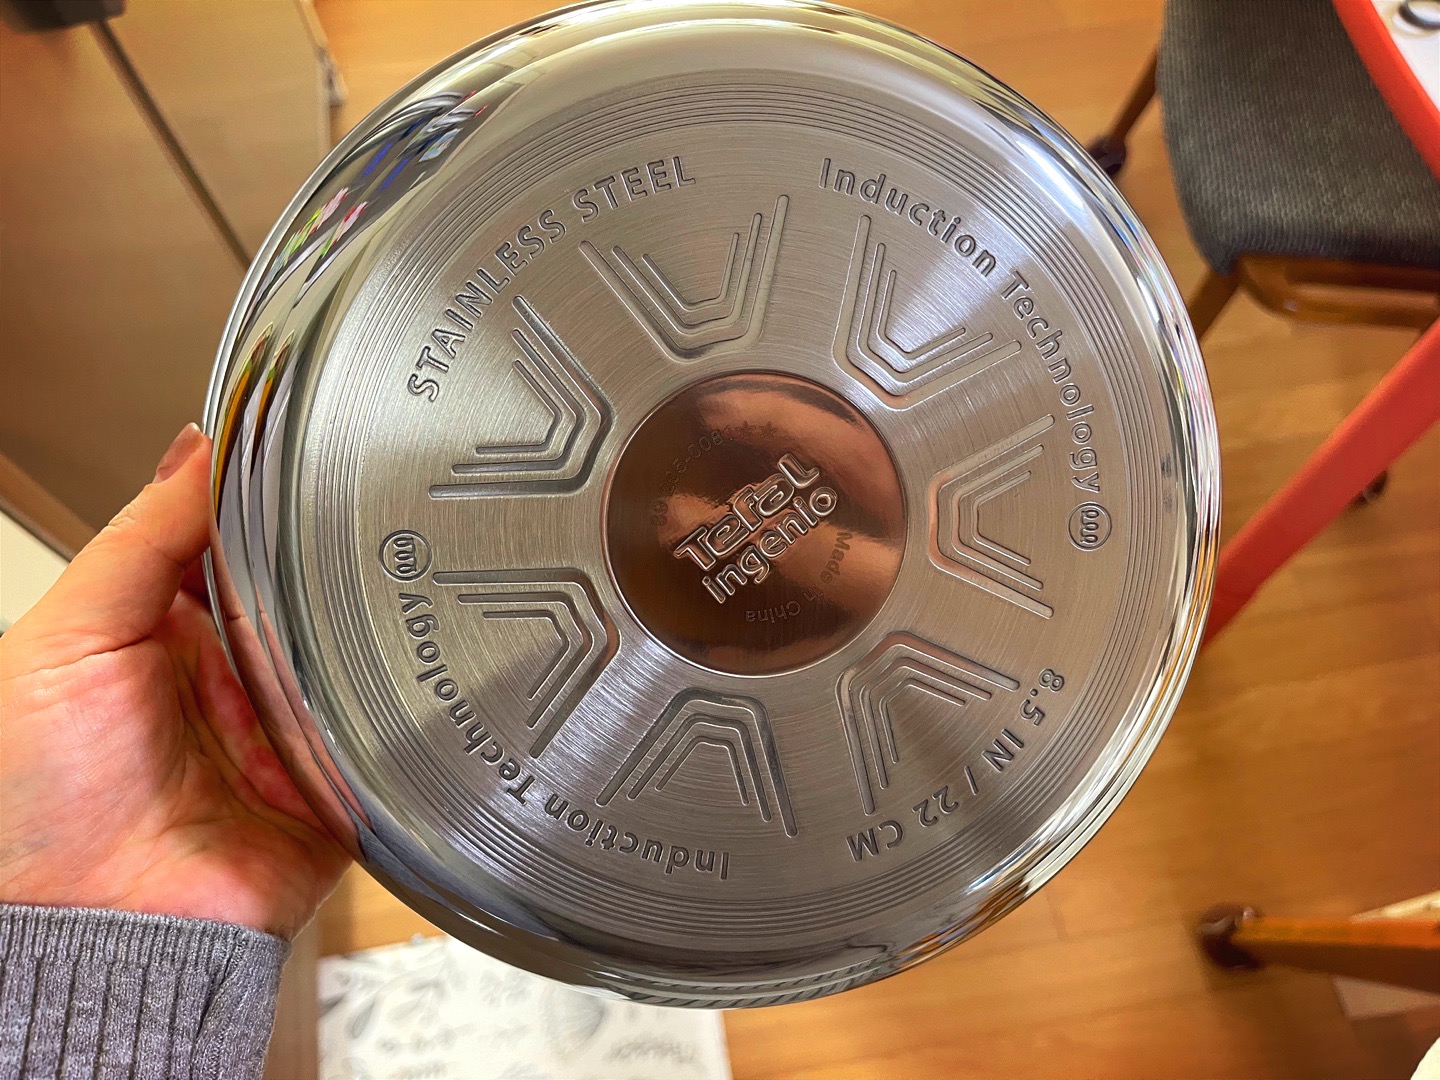 STAINLESS STEEL
Induction Technology
8.5 IN / 22 CM
Induction Technology
Tefal
ingenio
Made in China